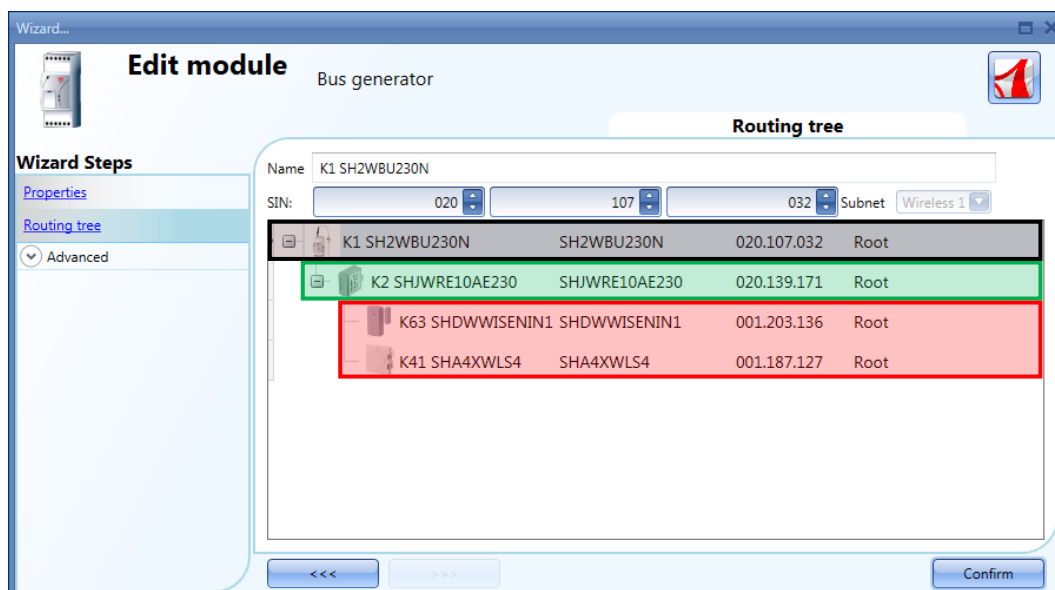 Wizard...
Edit module
Bus generator
Routing tree
Wizard Steps
Properties
Routing tree
Advanced
Name K1 SH2WBU230N
SIN: 020 107 032 Subnet Wireless 1
K1 SH2WBU230N SH2WBU230N 020.107.032 Root
K2 SHJWRE10AE230 SHJWRE10AE230 020.139.171 Root
K63 SHDWWISENIN1 SHDWWISENIN1 001.203.136 Root
K41 SHA4XWLS4 SHA4XWLS4 001.187.127 Root
<<< >>> Confirm